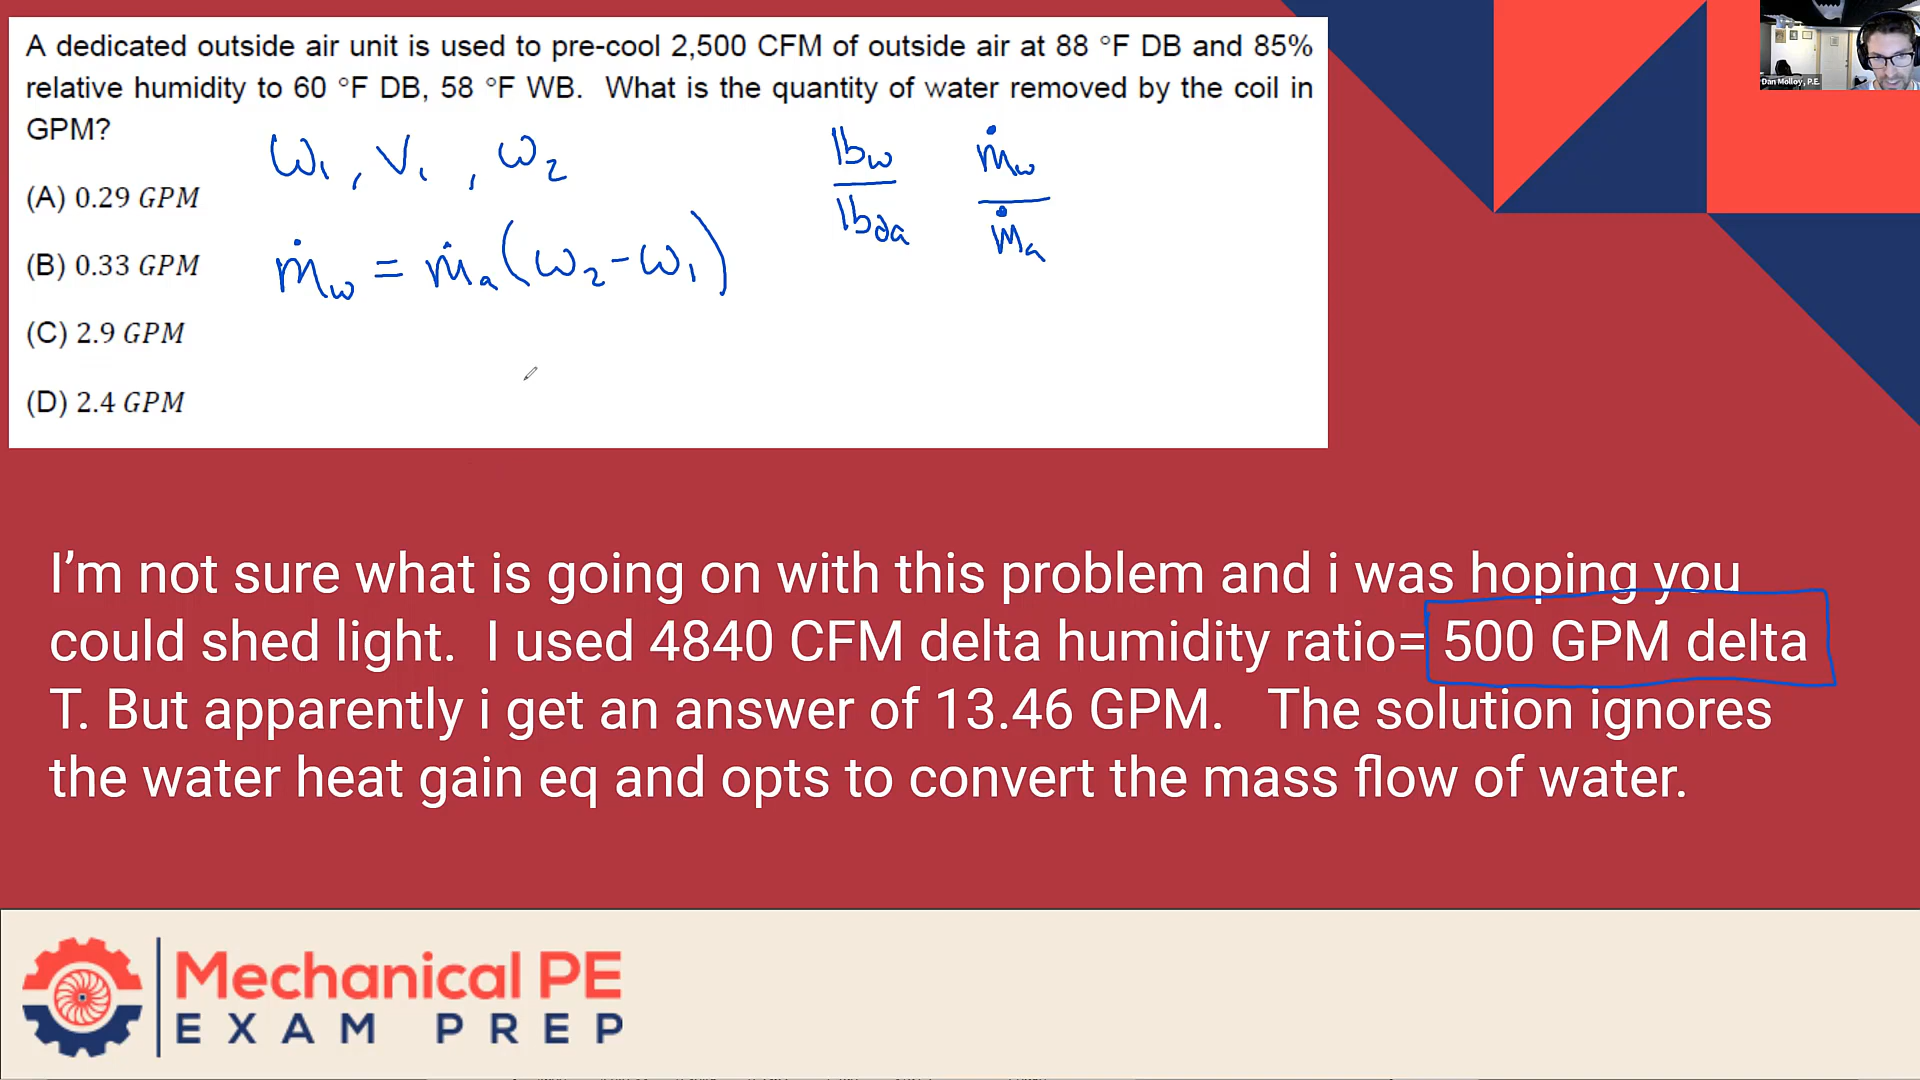 A dedicated outside air unit is used to pre-cool 2,500 CFM of outside air at 88 °F DB and 85%
relative humidity to 60 °F DB, 58 °F WB. What is the quantity of water removed by the coil in
GPM?
ω₁, v₁, ω₂
lbw
lbda
ṁw
ṁa
(A) 0.29 GPM
ṁw = ṁa(ω₂-ω₁)
(B) 0.33 GPM
(C) 2.9 GPM
(D) 2.4 GPM
Dan Molloy, P.E.
I’m not sure what is going on with this problem and i was hoping you
could shed light. I used 4840 CFM delta humidity ratio= 500 GPM delta
T. But apparently i get an answer of 13.46 GPM. The solution ignores
the water heat gain eq and opts to convert the mass flow of water.
Mechanical PE
EXAM PREP